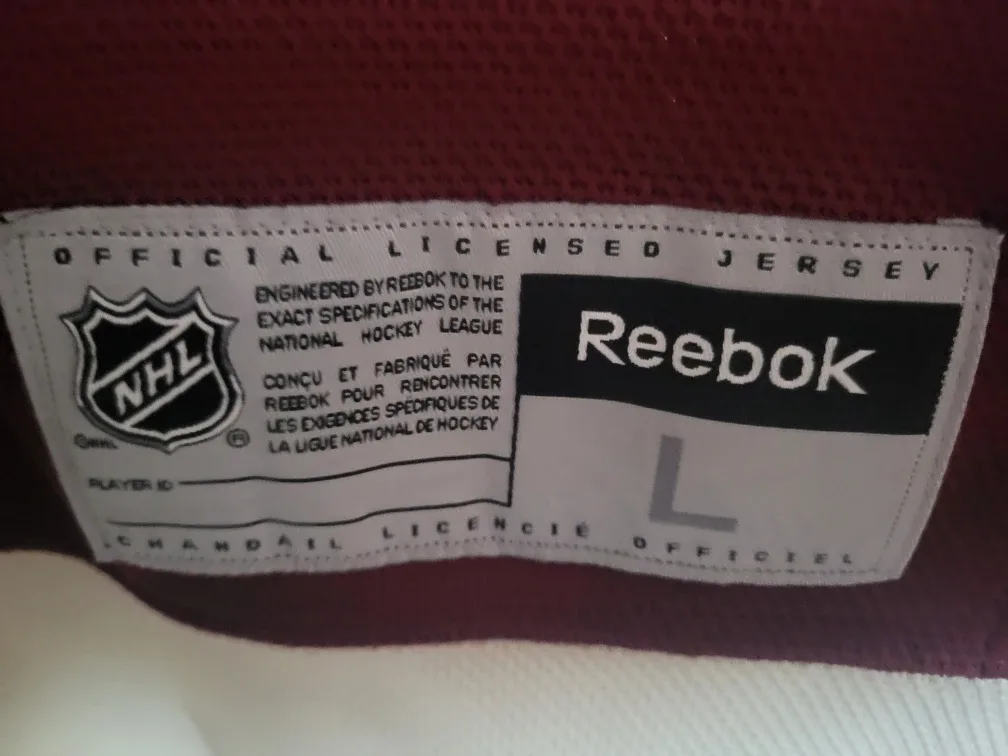 OFFICIAL LICENSED JERSEY
NHL
©NHL
®
ENGINEERED BY REEBOK TO THE
EXACT SPECIFICATIONS OF THE
NATIONAL HOCKEY LEAGUE
CONÇU ET FABRIQUÉ PAR
REEBOK POUR RENCONTRER
LES EXIGENCES SPÉCIFIQUES DE
LA LIGUE NATIONAL DE HOCKEY
PLAYER ID
Reebok
L
CHANDAIL LICENCIÉ OFFICIEL